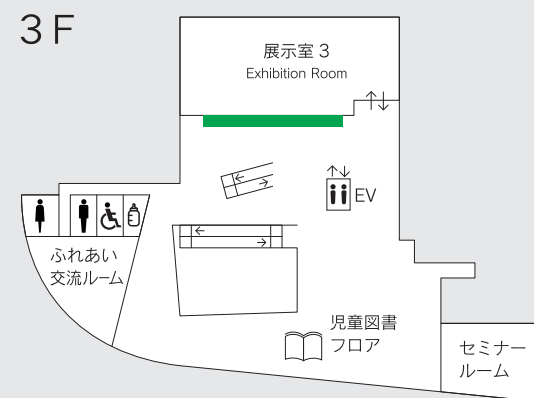 3F
展示室 3
Exhibition Room
EV
ふれあい
交流ルーム
児童図書
フロア
セミナー
ルーム